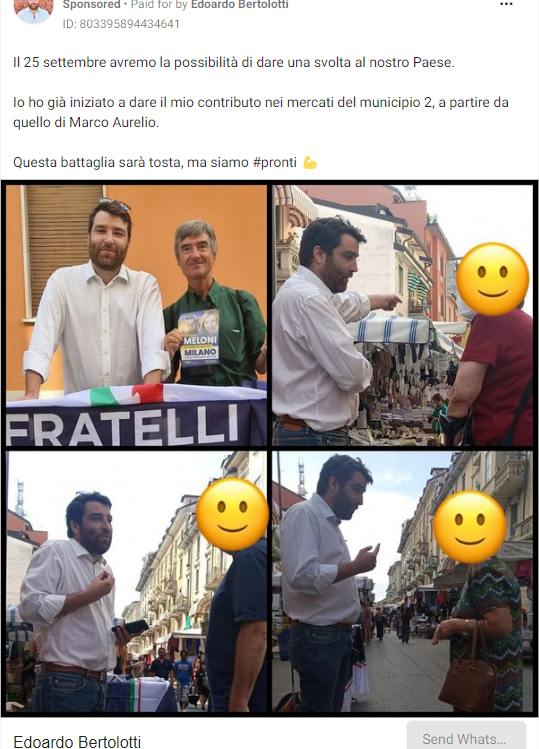 Sponsored • Paid for by Edoardo Bertolotti
ID: 803395894434641
Il 25 settembre avremo la possibilità di dare una svolta al nostro Paese.
Io ho già iniziato a dare il mio contributo nei mercati del municipio 2, a partire da
quello di Marco Aurelio.
Questa battaglia sarà tosta, ma siamo #pronti 💪
MELONI
MILANO
FRATELLI
Edoardo Bertolotti
Send Whats...